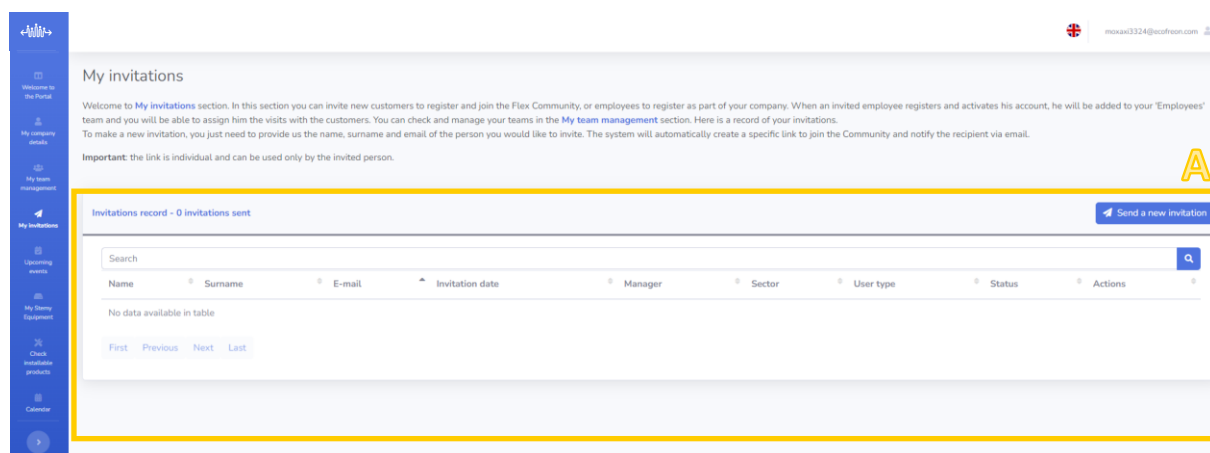 moxaxi3324@ecofreon.com
Welcome to
the Portal
My company
details
My team
management
My invitations
Upcoming
events
My Stemy
Equipment
Check
installable
products
Calendar
My invitations
Welcome to My invitations section. In this section you can invite new customers to register and join the Flex Community, or employees to register as part of your company. When an invited employee registers and activates his account, he will be added to your 'Employees'
team and you will be able to assign him the visits with the customers. You can check and manage your teams in the My team management section. Here is a record of your invitations.
To make a new invitation, you just need to provide us the name, surname and email of the person you would like to invite. The system will automatically create a specific link to join the Community and notify the recipient via email.
Important: the link is individual and can be used only by the invited person.
A
Invitations record - 0 invitations sent
Send a new invitation
Search
Name Surname E-mail Invitation date Manager Sector User type Status Actions
No data available in table
First Previous Next Last